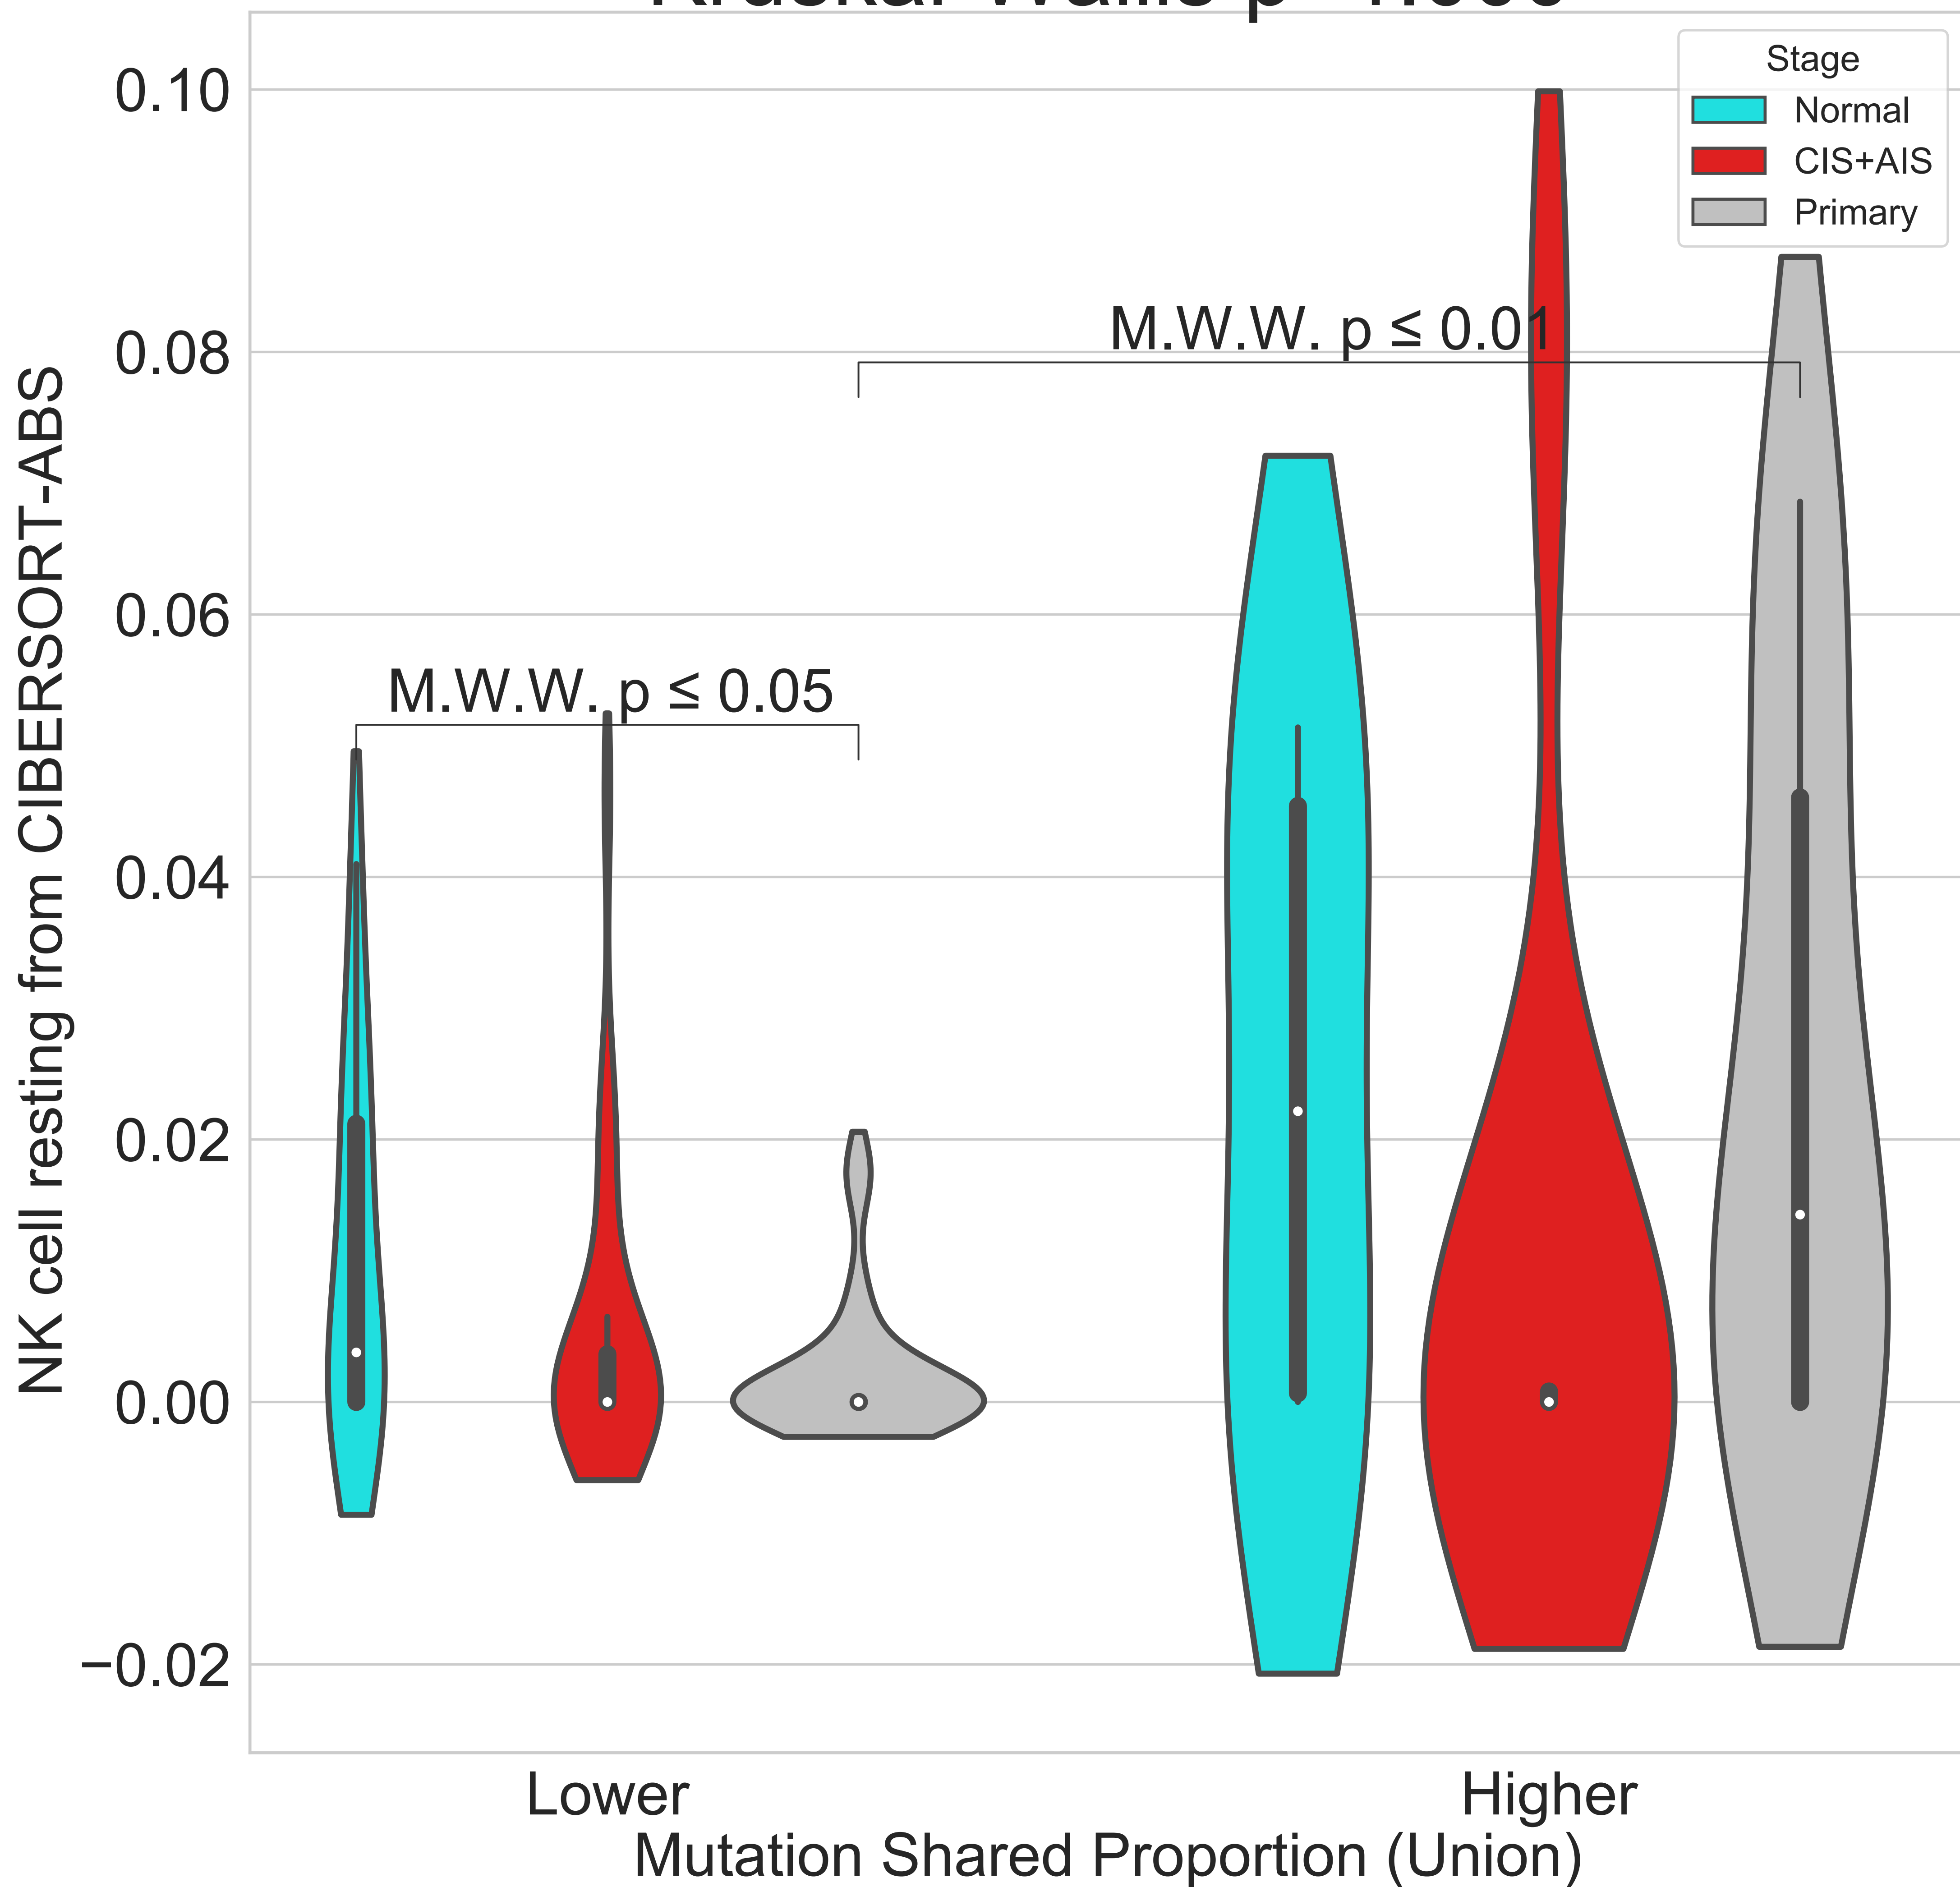 Stage
Normal
CIS+AIS
Primary
0.10
0.08
0.06
0.04
0.02
0.00
−0.02
NK cell resting from CIBERSORT-ABS
M.W.W. p ≤ 0.01
M.W.W. p ≤ 0.05
Lower
Higher
Mutation Shared Proportion (Union)